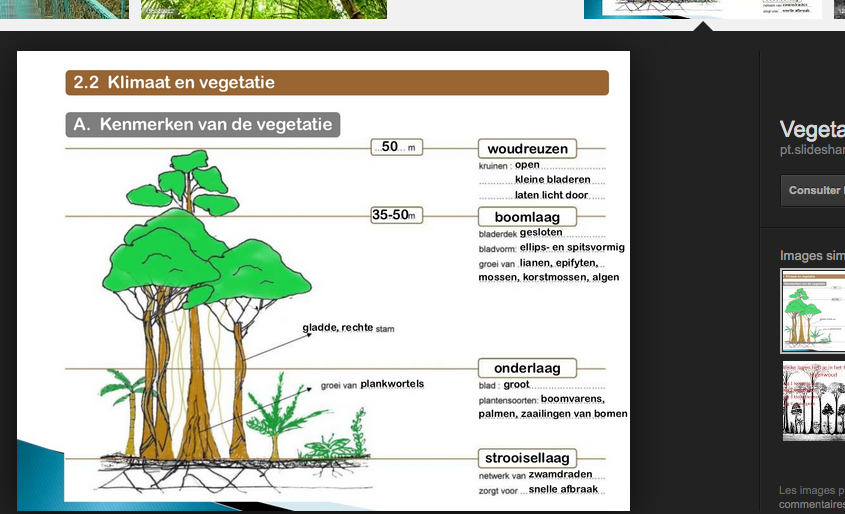 2.2 Klimaat en vegetatie
A. Kenmerken van de vegetatie
50 m
woudreuzen
kruinen : open
kleine bladeren
laten licht door
35-50m
boomlaag
bladerdek gesloten
bladvorm: ellips- en spitsvormig
groei van lianen, epifyten,
mossen, korstmossen, algen
gladde, rechte stam
groei van plankwortels
onderlaag
blad : groot
plantensoorten: boomvarens,
palmen, zaailingen van bomen
strooisellaag
netwerk van zwamdraden
zorgt voor ... snelle afbraak
Vegeta
pt.slideshar
Consulter
Images sim
Les images p
commentaires